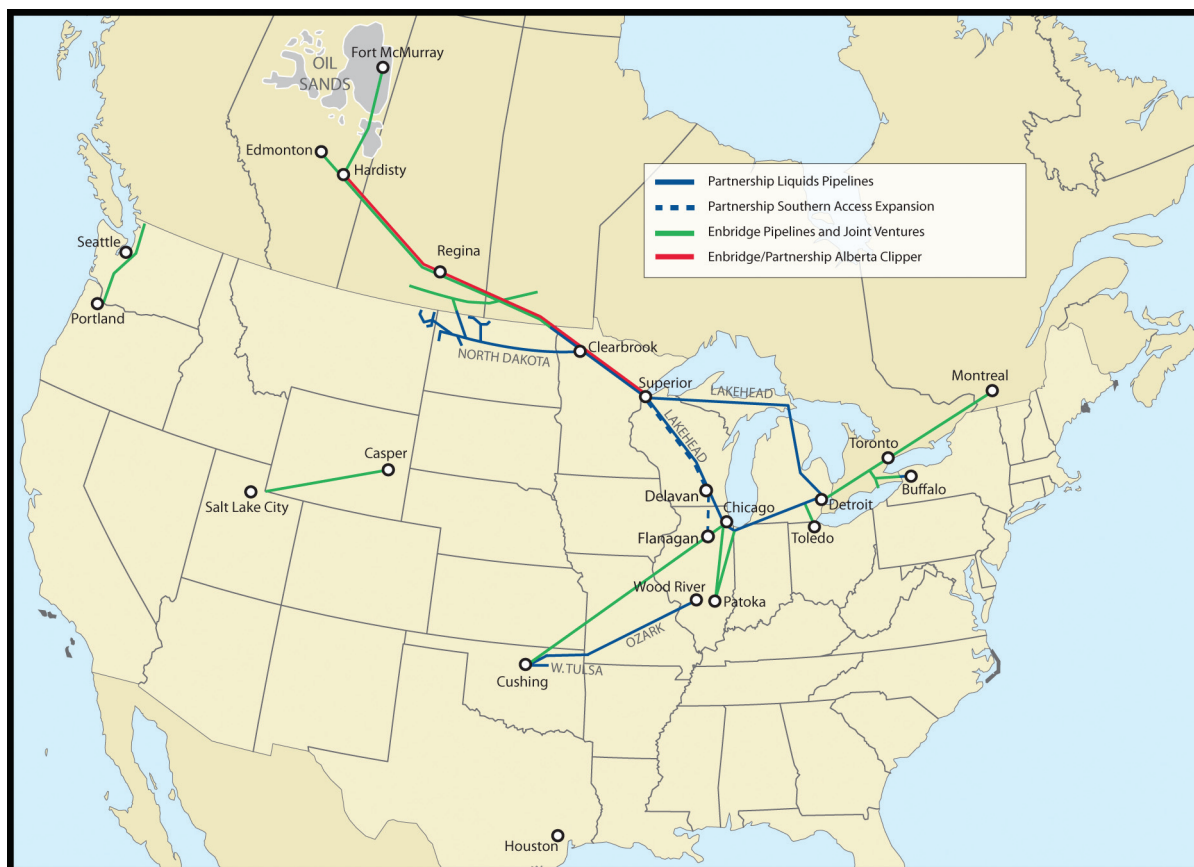 Fort McMurray
OIL
SANDS
Edmonton
Hardisty
Partnership Liquids Pipelines
Partnership Southern Access Expansion
Enbridge Pipelines and Joint Ventures
Enbridge/Partnership Alberta Clipper
Seattle
Regina
Portland
NORTH DAKOTA
Clearbrook
Superior
LAKEHEAD
Montreal
LAKEHEAD
Toronto
Casper
Salt Lake City
Delavan
Buffalo
Chicago
Detroit
Flanagan
Toledo
Wood River
Patoka
OZARK
W. TULSA
Cushing
Houston